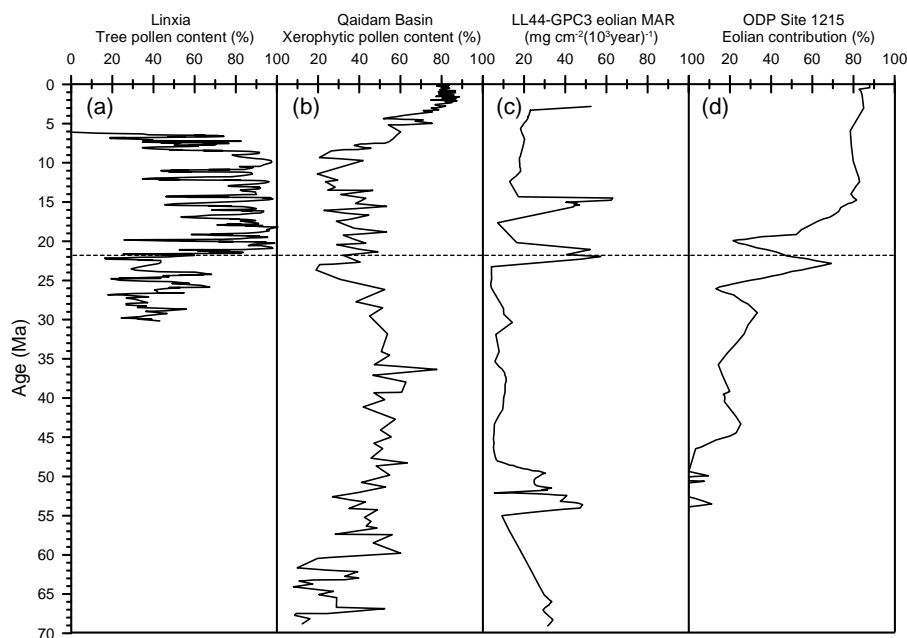 Linxia
Tree pollen content (%)
Qaidam Basin
Xerophytic pollen content (%)
LL44-GPC3 eolian MAR
(mg cm-2(10³year)-1)
ODP Site 1215
Eolian contribution (%)
0 20 40 60 80 100 20 40 60 80 100 20 40 60 80 100 20 40 60 80 100
(a) (b) (c) (d)
Age (Ma)
0
5
10
15
20
25
30
35
40
45
50
55
60
65
70